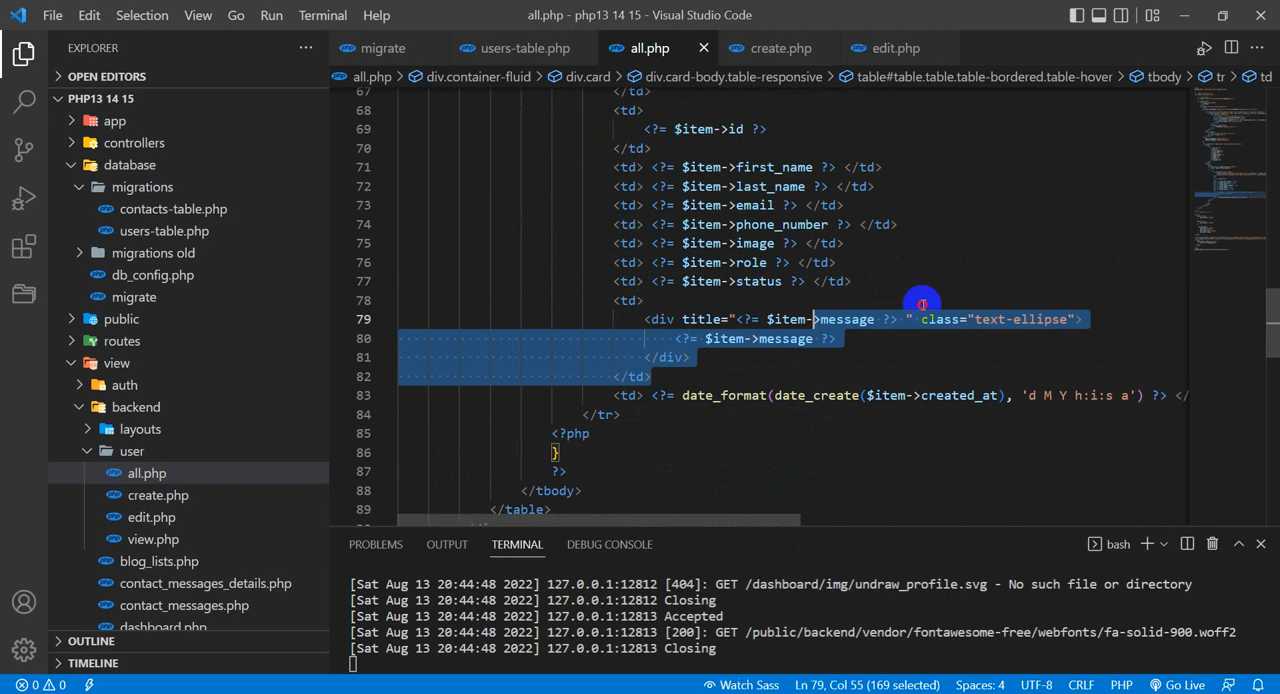 File Edit Selection View Go Run Terminal Help
all.php - php13 14 15 - Visual Studio Code
EXPLORER
OPEN EDITORS
PHP13 14 15
app
controllers
database
migrations
contacts-table.php
users-table.php
migrations old
db_config.php
migrate
public
routes
view
auth
backend
layouts
user
all.php
create.php
edit.php
view.php
blog_lists.php
contact_messages_details.php
contact_messages.php
dashboard.php
OUTLINE
TIMELINE
migrate users-table.php all.php create.php edit.php
all.php > div.container-fluid > div.card > div.card-body.table-responsive > table#table.table.table-bordered.table-hover > tbody > tr > td
67 </td>
68 <td>
69 <?= $item->id ?>
70 </td>
71 <td> <?= $item->first_name ?> </td>
72 <td> <?= $item->last_name ?> </td>
73 <td> <?= $item->email ?> </td>
74 <td> <?= $item->phone_number ?> </td>
75 <td> <?= $item->image ?> </td>
76 <td> <?= $item->role ?> </td>
77 <td> <?= $item->status ?> </td>
78 <td>
79 <div title="<?= $item->message ?> " class="text-ellipse">
80 <?= $item->message ?>
81 </div>
82 </td>
83 <td> <?= date_format(date_create($item->created_at), 'd M Y h:i:s a') ?> </
84 </tr>
85 <?php
86 }
87 ?>
88 </tbody>
89 </table>
PROBLEMS OUTPUT TERMINAL DEBUG CONSOLE
bash
[Sat Aug 13 20:44:48 2022] 127.0.0.1:12812 [404]: GET /dashboard/img/undraw_profile.svg - No such file or directory
[Sat Aug 13 20:44:48 2022] 127.0.0.1:12812 Closing
[Sat Aug 13 20:44:48 2022] 127.0.0.1:12813 Accepted
[Sat Aug 13 20:44:48 2022] 127.0.0.1:12813 [200]: GET /public/backend/vendor/fontawesome-free/webfonts/fa-solid-900.woff2
[Sat Aug 13 20:44:48 2022] 127.0.0.1:12813 Closing
0 0 Watch Sass Ln 79, Col 55 (169 selected) Spaces: 4 UTF-8 CRLF PHP Go Live